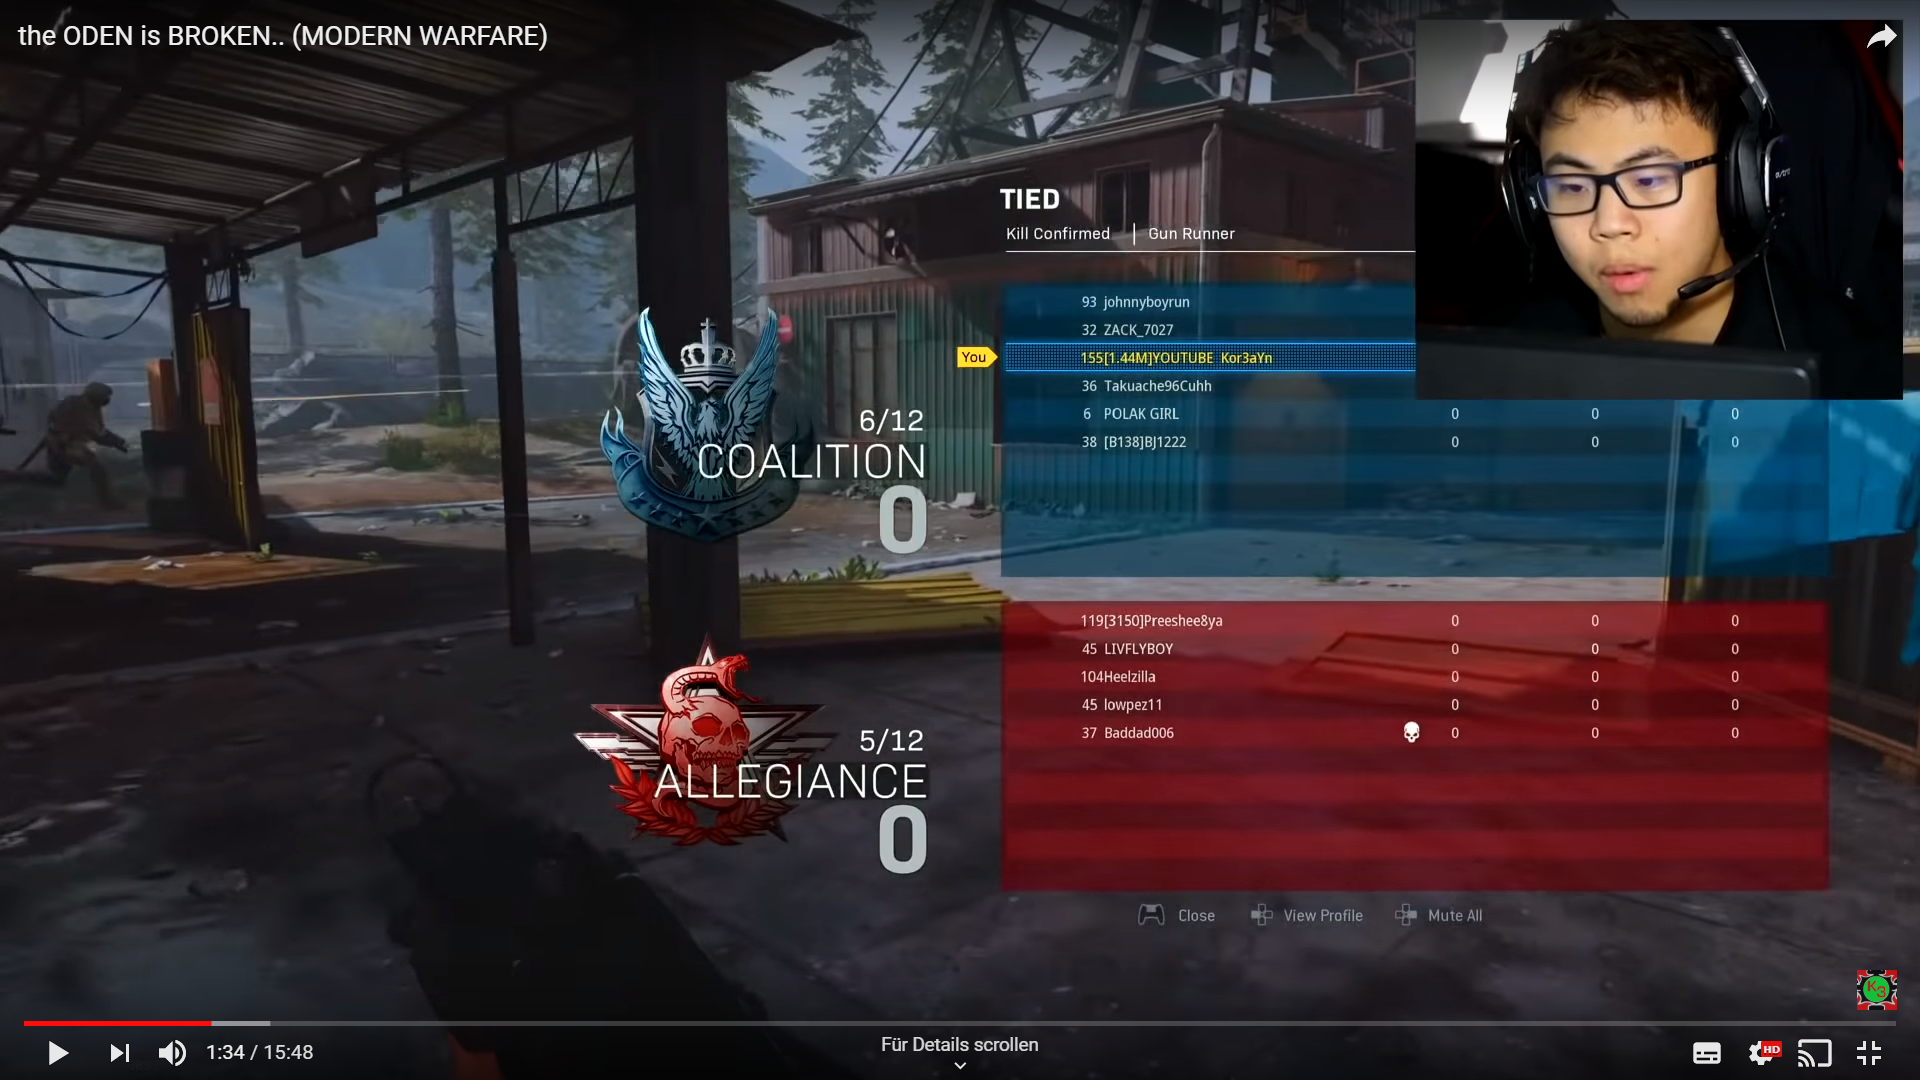 the ODEN is BROKEN.. (MODERN WARFARE)
TIED
Kill Confirmed | Gun Runner
93 johnnyboyrun
32 ZACK_7027
You 155[1.44M]YOUTUBE Kor3aYn
36 Takuache96Cuhh
6 POLAK GIRL 0 0 0
38 [B138]BJ1222 0 0 0
6/12
COALITION
0
119[3150]Preeshee8ya 0 0 0
45 LIVFLYBOY 0 0 0
104Heelzilla 0 0 0
45 lowpez11 0 0 0
37 Baddad006 0 0 0
5/12
ALLEGIANCE
0
Close View Profile Mute All
K3
1:34 / 15:48
Für Details scrollen
HD